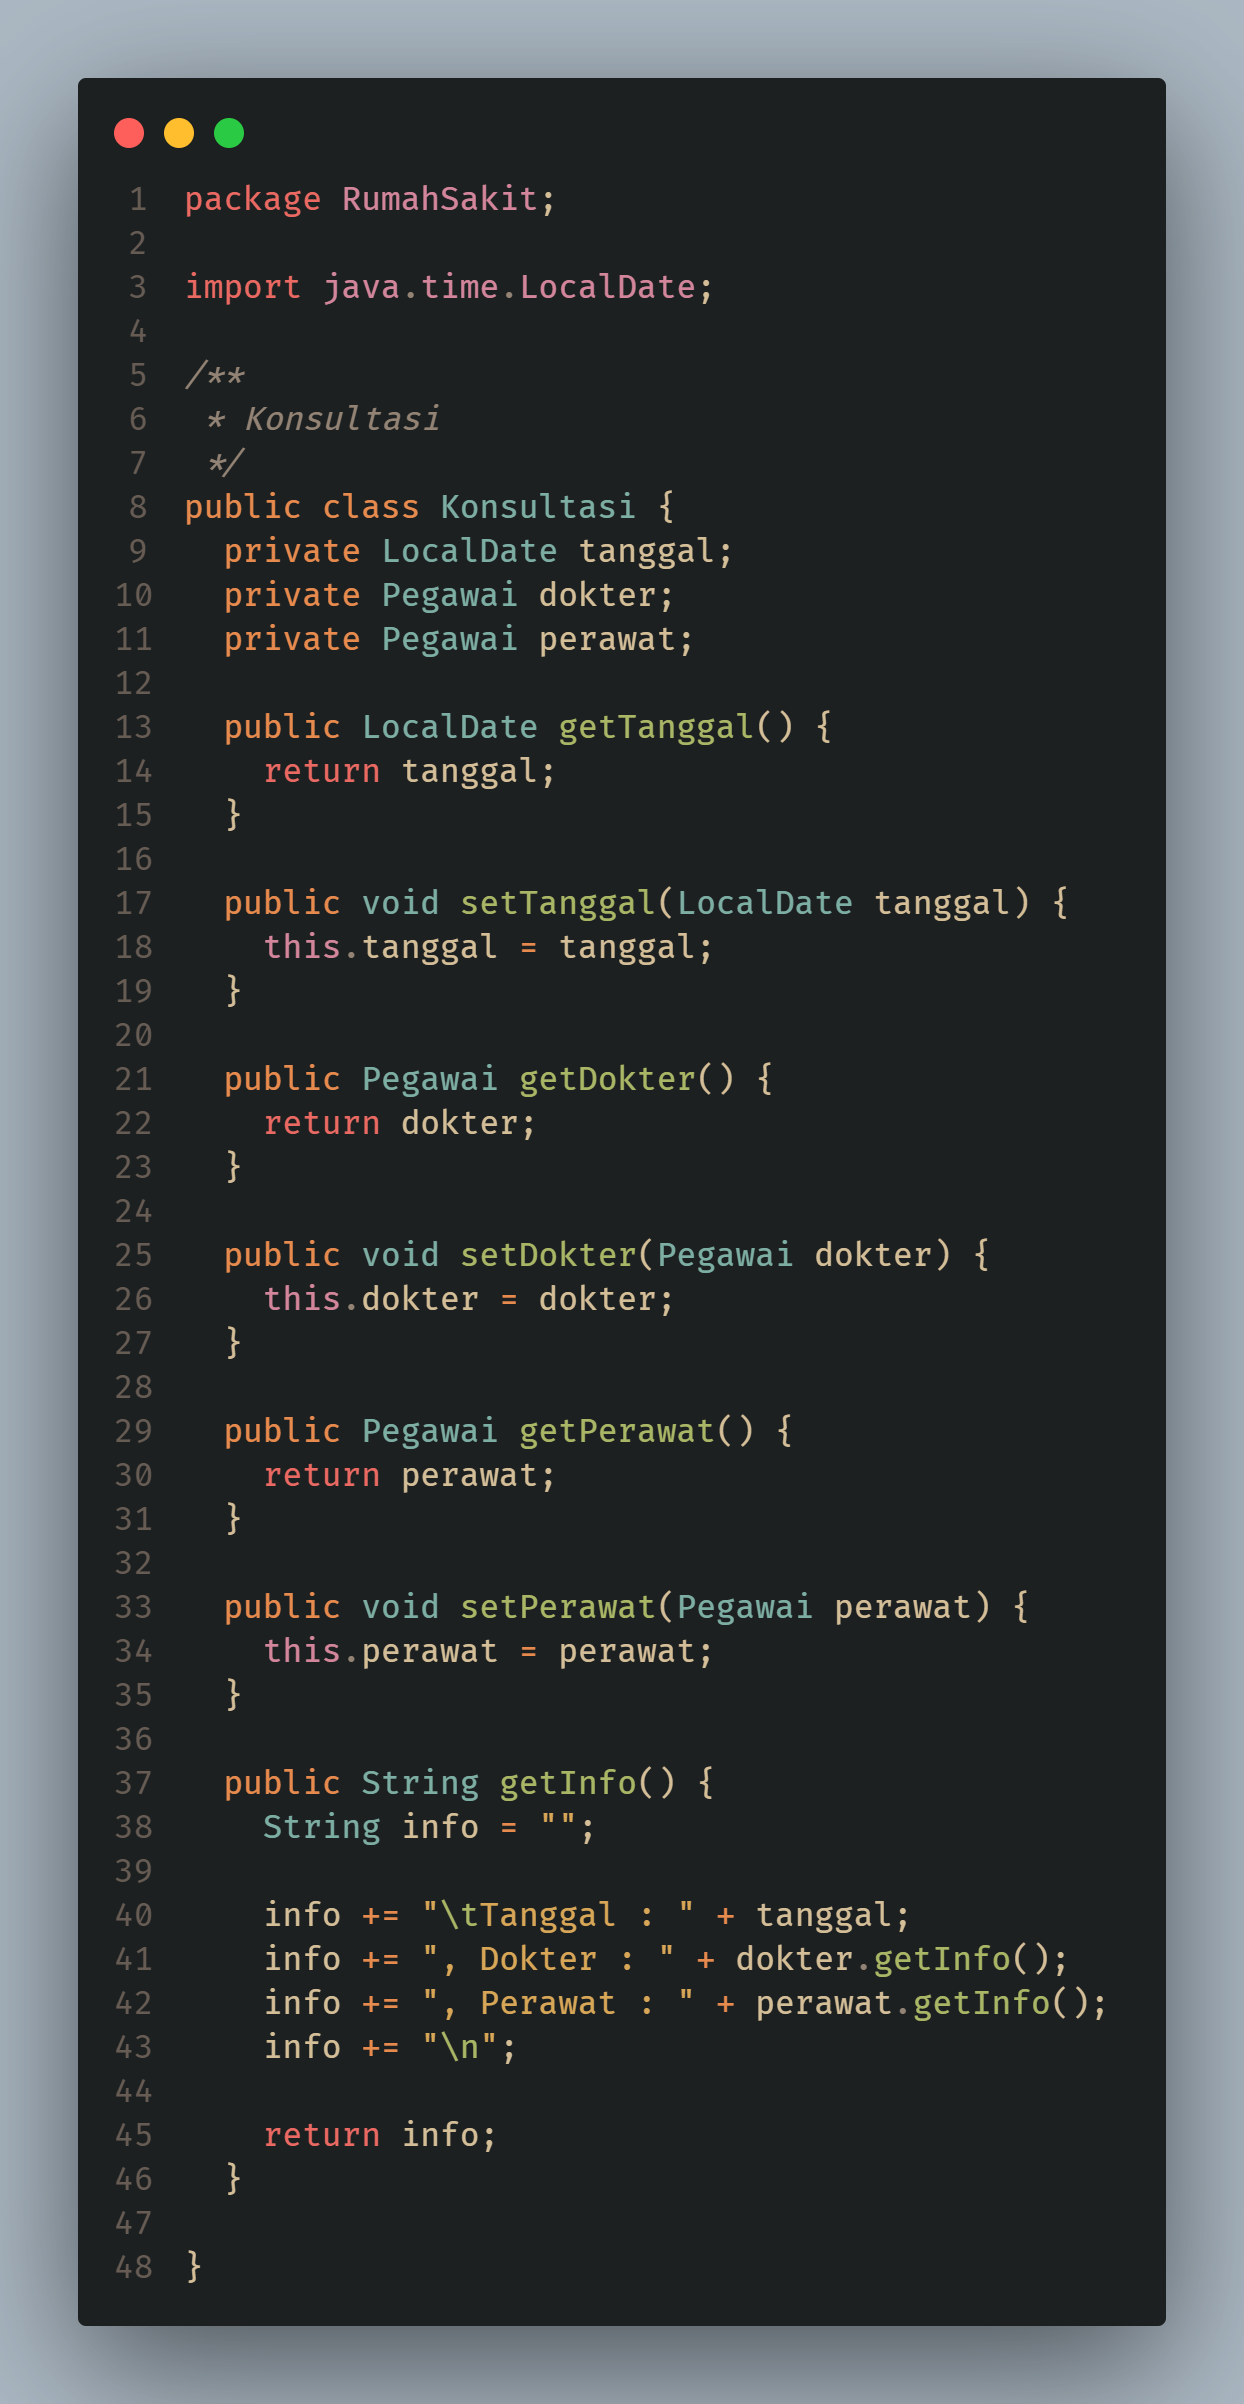 1 package RumahSakit;
2
3 import java.time.LocalDate;
4
5 /**
6  * Konsultasi
7  */
8 public class Konsultasi {
9   private LocalDate tanggal;
10   private Pegawai dokter;
11   private Pegawai perawat;
12
13   public LocalDate getTanggal() {
14     return tanggal;
15   }
16
17   public void setTanggal(LocalDate tanggal) {
18     this.tanggal = tanggal;
19   }
20
21   public Pegawai getDokter() {
22     return dokter;
23   }
24
25   public void setDokter(Pegawai dokter) {
26     this.dokter = dokter;
27   }
28
29   public Pegawai getPerawat() {
30     return perawat;
31   }
32
33   public void setPerawat(Pegawai perawat) {
34     this.perawat = perawat;
35   }
36
37   public String getInfo() {
38     String info = "";
39
40     info += "\tTanggal : " + tanggal;
41     info += ", Dokter : " + dokter.getInfo();
42     info += ", Perawat : " + perawat.getInfo();
43     info += "\n";
44
45     return info;
46   }
47
48 }